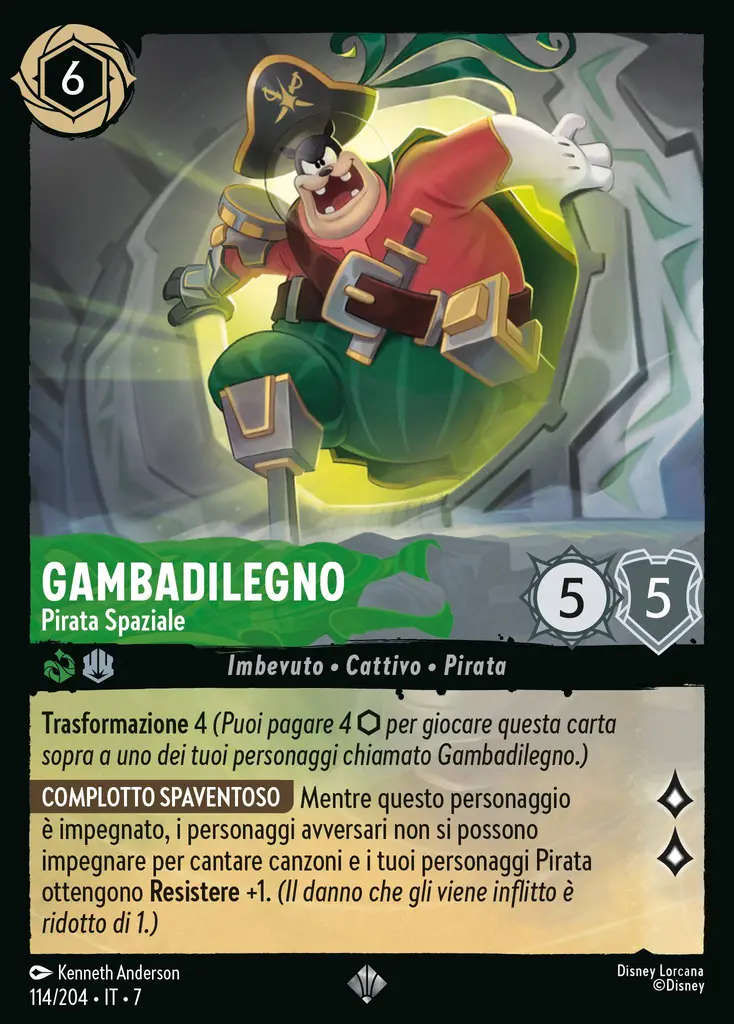 6
GAMBADILEGNO
Pirata Spaziale
5
5
Imbevuto • Cattivo • Pirata
Trasformazione 4 (Puoi pagare 4 ⬡ per giocare questa carta
sopra a uno dei tuoi personaggi chiamato Gambadilegno.)
COMPLOTTO SPAVENTOSO Mentre questo personaggio
è impegnato, i personaggi avversari non si possono
impegnare per cantare canzoni e i tuoi personaggi Pirata
ottengono Resistere +1. (Il danno che gli viene inflitto è
ridotto di 1.)
Kenneth Anderson
114/204 • IT • 7
Disney Lorcana
©Disney